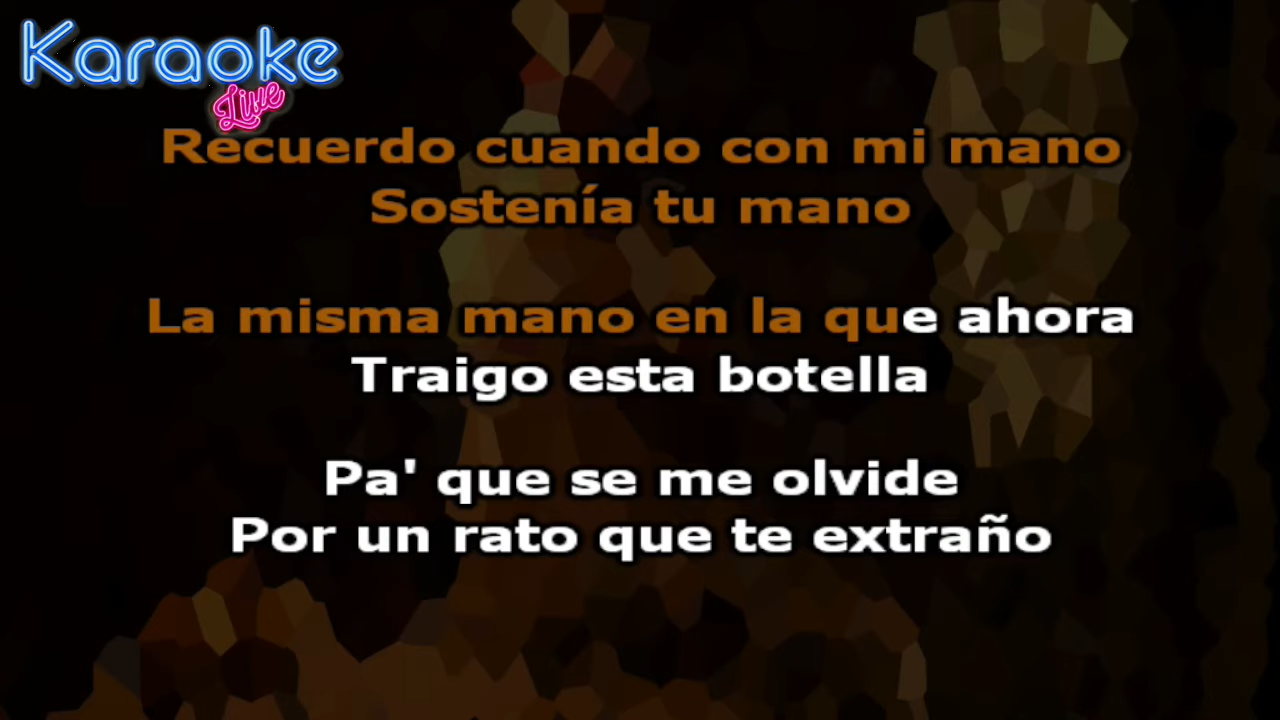 Karaoke
Live
Recuerdo cuando con mi mano
Sostenía tu mano
La misma mano en la que ahora
Traigo esta botella
Pa' que se me olvide
Por un rato que te extraño